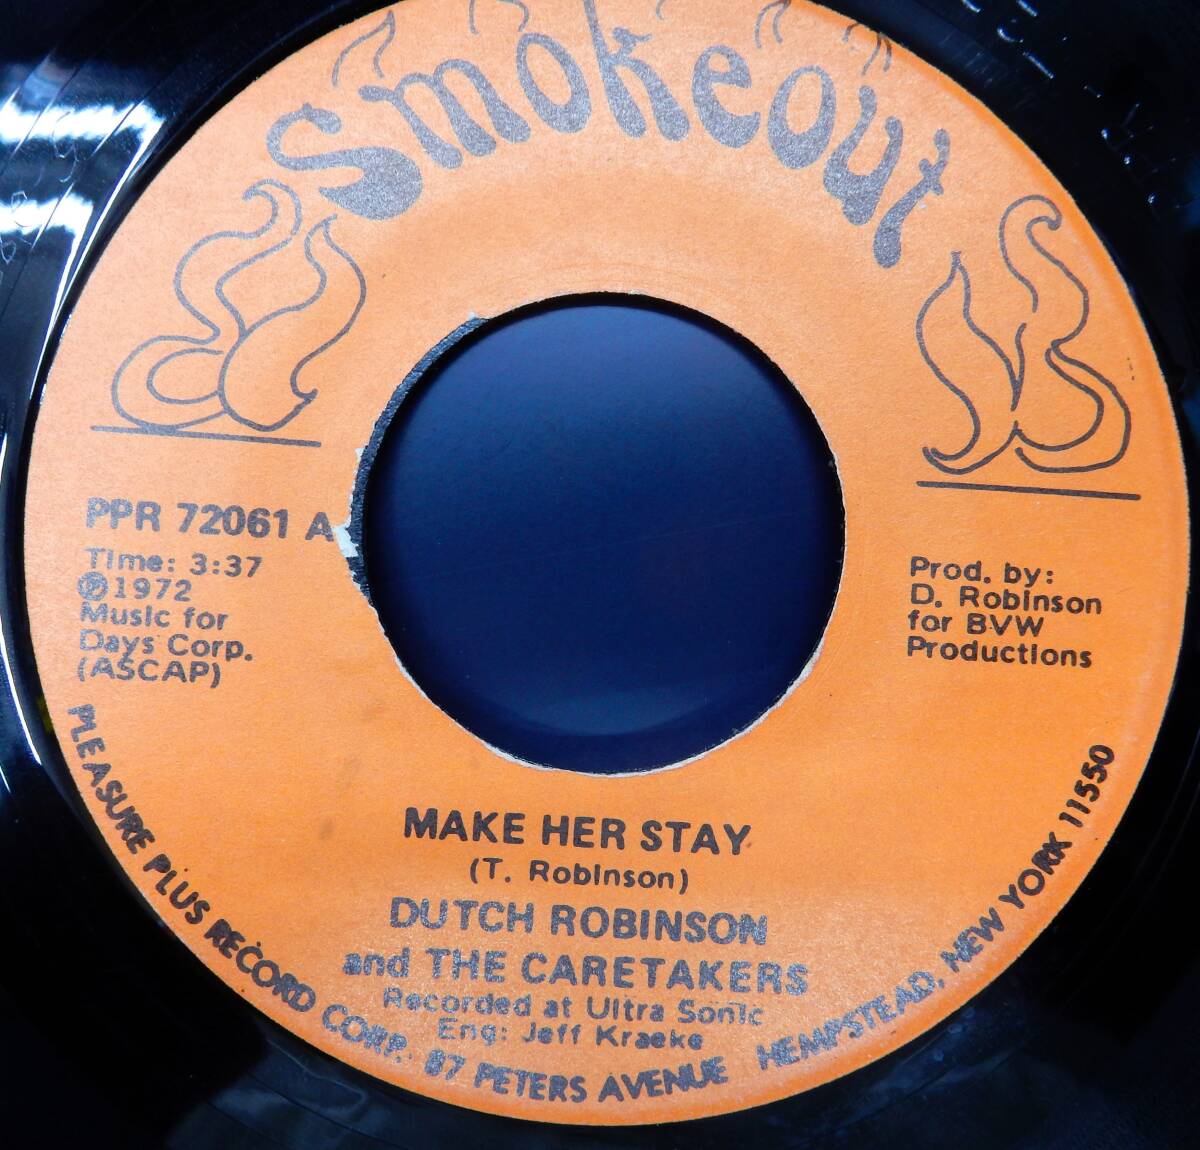 Smokeout
PPR 72061 A
Time: 3:37
℗1972
Music for
Days Corp.
(ASCAP)
Prod. by:
D. Robinson
for BVW
Productions
MAKE HER STAY
(T. Robinson)
DUTCH ROBINSON
and THE CARETAKERS
Recorded at Ultra Sonic
Eng: Jeff Kraeke
PLEASURE PLUS RECORD CORP. 87 PETERS AVENUE HEMPSTEAD, NEW YORK 11550